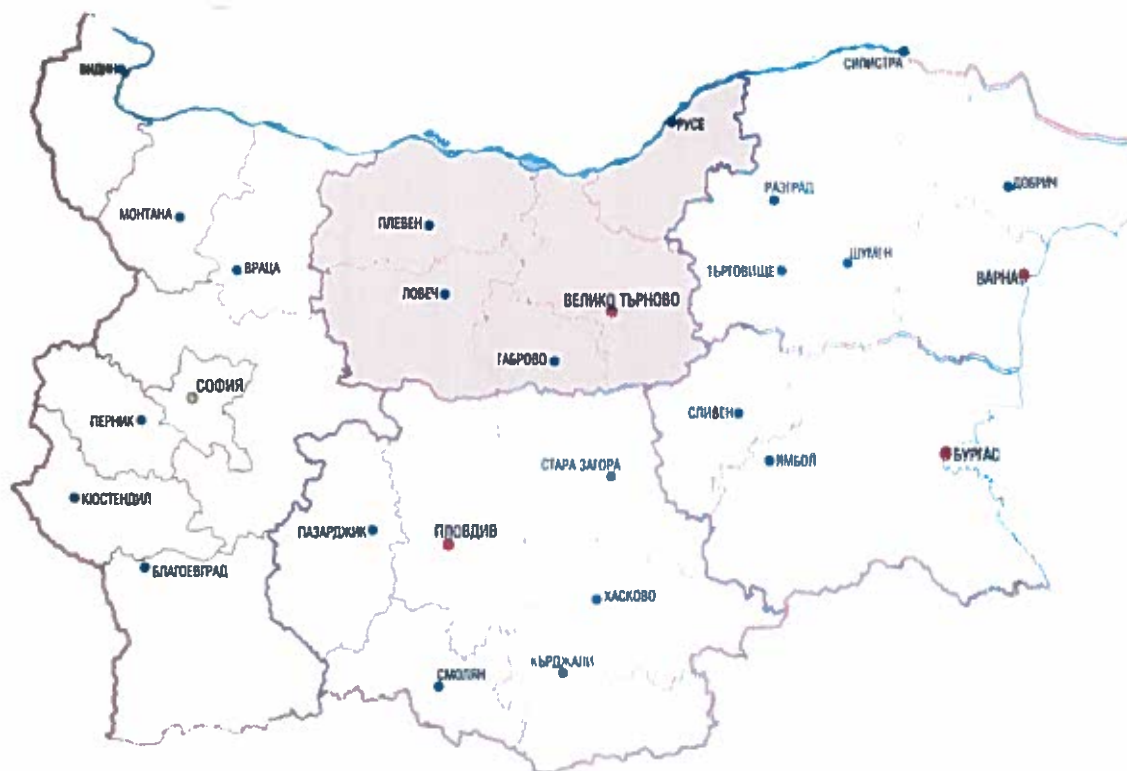 ВИДИН
СИЛИСТРА
РУСЕ
РАЗГРАД
ДОБРИЧ
МОНТАНА
ПЛЕВЕН
ВРАЦА
ТЪРГОВИЩЕ
ШУМЕН
ВАРНА
ЛОВЕЧ
ВЕЛИКО ТЪРНОВО
ГАБРОВО
СОФИЯ
ПЕРНИК
СЛИВЕН
ЯМБОЛ
БУРГАС
СТАРА ЗАГОРА
КЮСТЕНДИЛ
ПАЗАРДЖИК
ПЛОВДИВ
БЛАГОЕВГРАД
ХАСКОВО
КЪРДЖАЛИ
СМОЛЯН